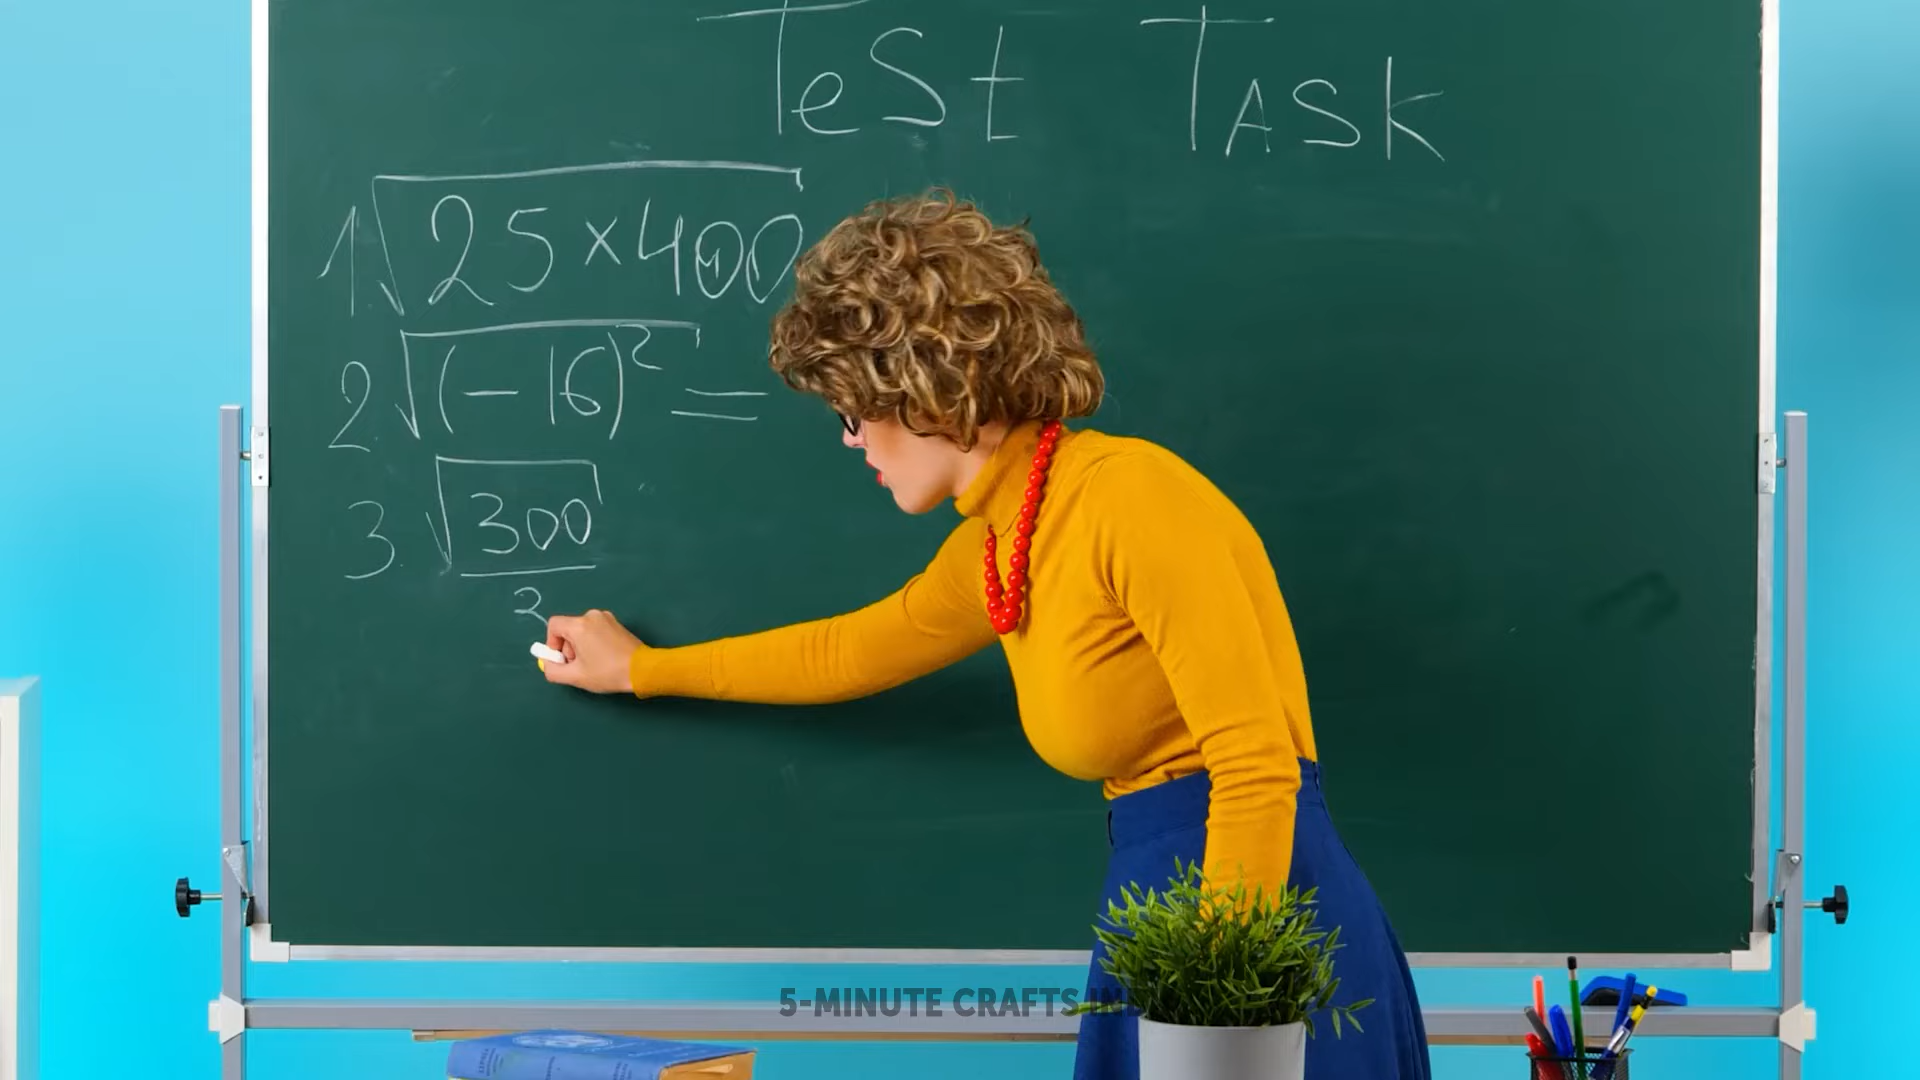 TeSt TASK
1. √25×400
2. √(-16)² =
3. √300
3
5-MINUTE CRAFTS